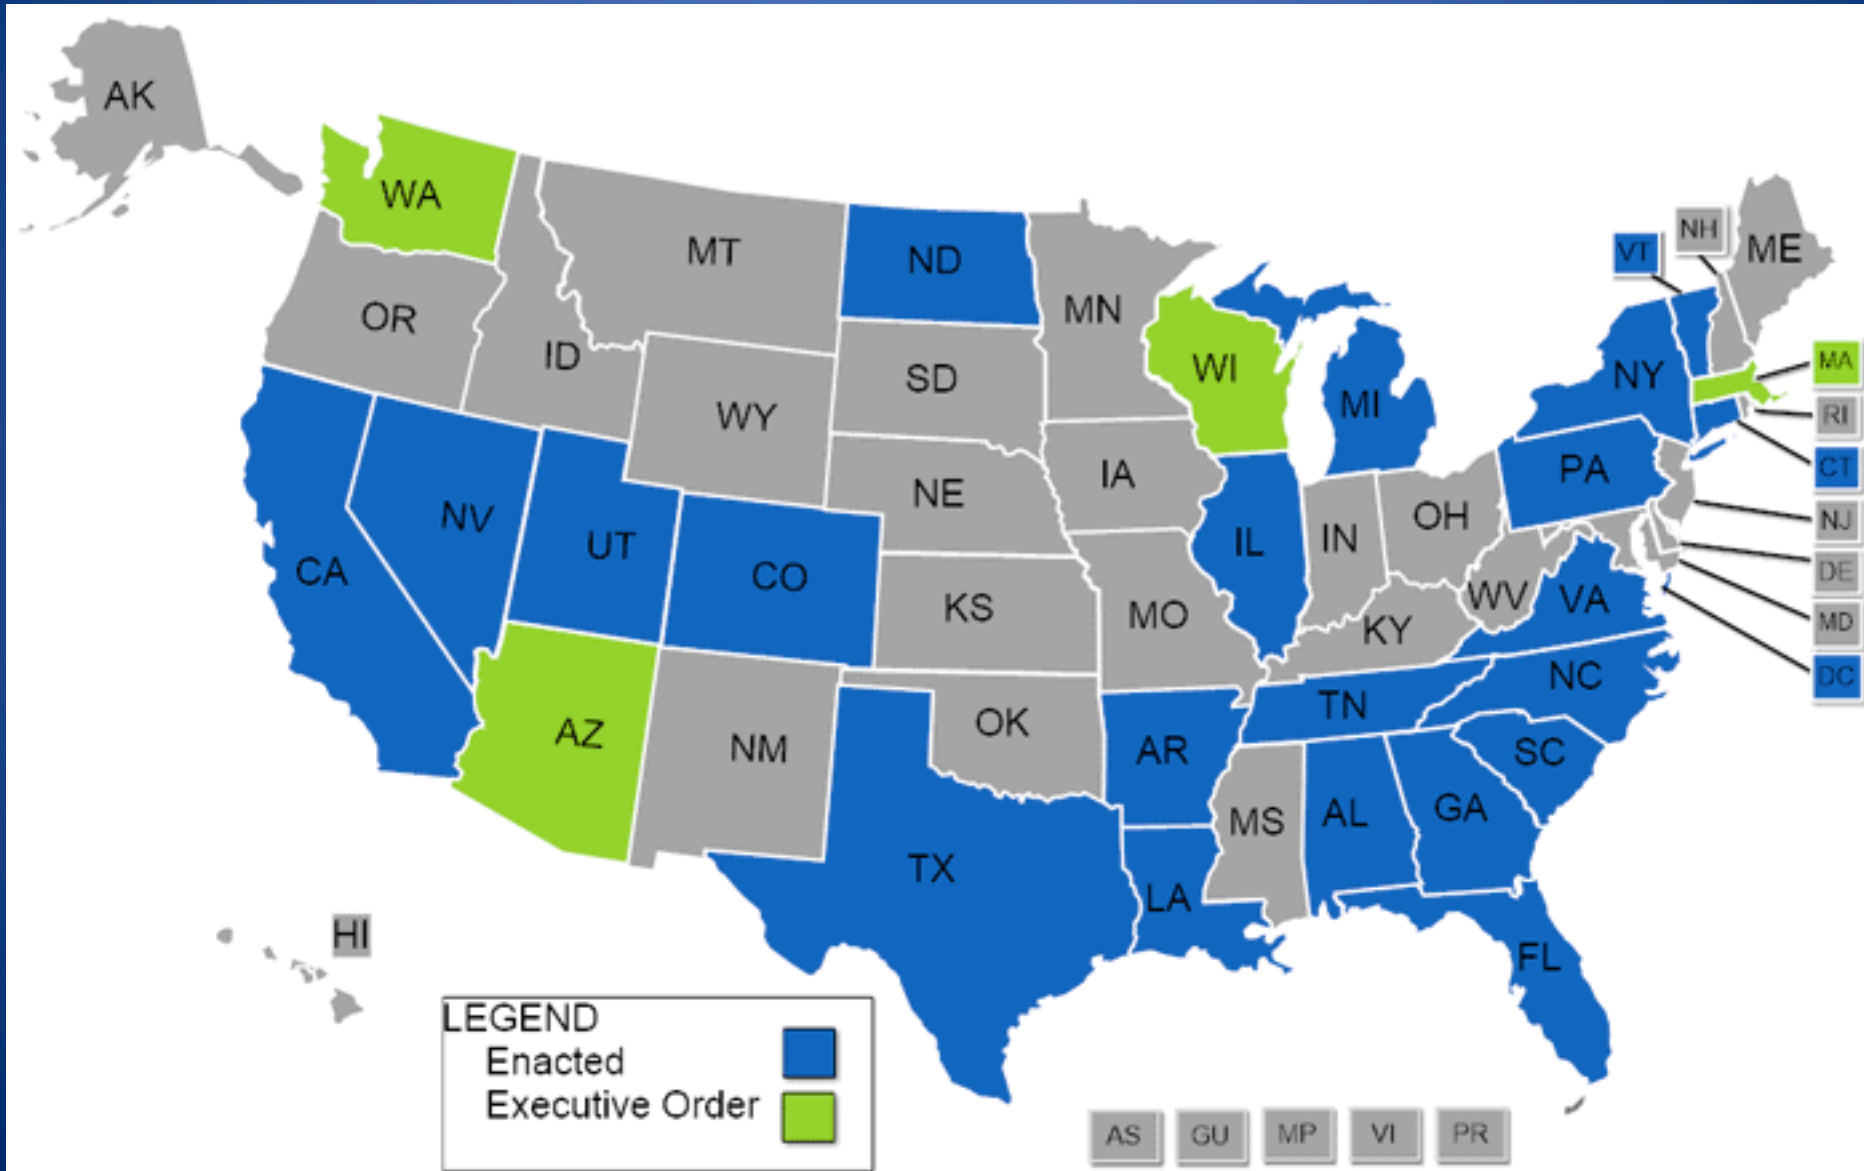 AK
WA
MT
ND
MN
VT
NH
ME
OR
ID
WY
SD
WI
MI
NY
MA
RI
CT
NJ
DE
MD
DC
NV
UT
CO
CA
NE
IA
IL
IN
OH
PA
KS
MO
KY
WV
VA
AZ
NM
OK
AR
TN
NC
SC
TX
LA
MS
AL
GA
FL
HI
LEGEND
Enacted
Executive Order
AS
GU
MP
VI
PR